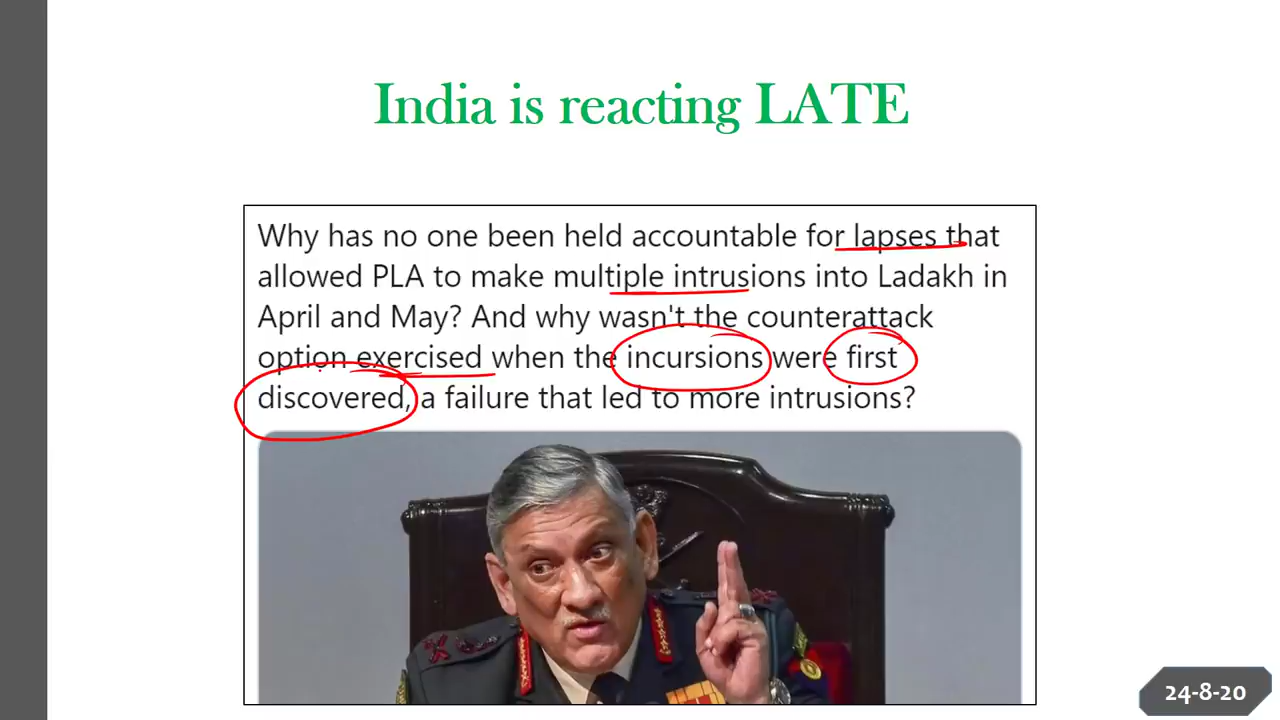 India is reacting LATE
Why has no one been held accountable for lapses that
allowed PLA to make multiple intrusions into Ladakh in
April and May? And why wasn't the counterattack
option exercised when the incursions were first
discovered, a failure that led to more intrusions?
24-8-20